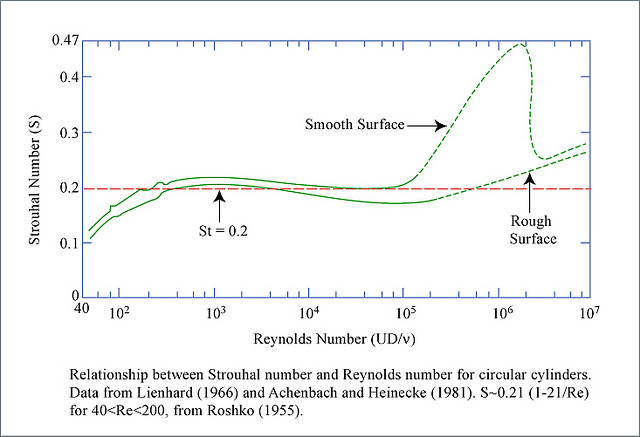 0.47
0.4
0.3
0.2
0.1
0
Strouhal Number (S)
Smooth Surface
St = 0.2
Rough
Surface
40
10²
10³
10⁴
10⁵
10⁶
10⁷
Reynolds Number (UD/ν)
Relationship between Strouhal number and Reynolds number for circular cylinders.
Data from Lienhard (1966) and Achenbach and Heinecke (1981). S~0.21 (1-21/Re)
for 40<Re<200, from Roshko (1955).